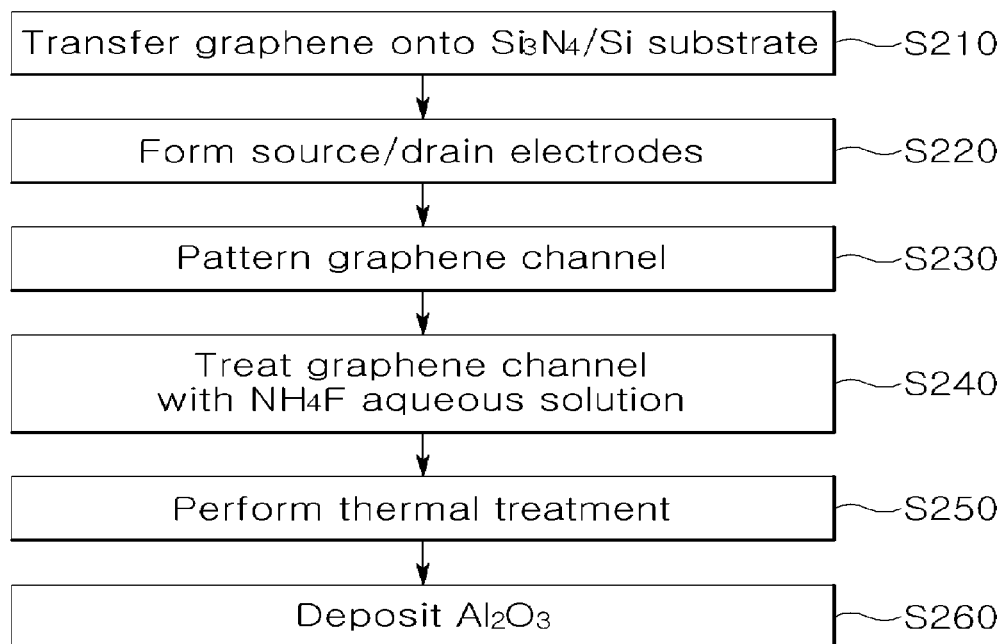 Transfer graphene onto Si₃N₄/Si substrate S210
Form source/drain electrodes S220
Pattern graphene channel S230
Treat graphene channel
with NH₄F aqueous solution S240
Perform thermal treatment S250
Deposit Al₂O₃ S260